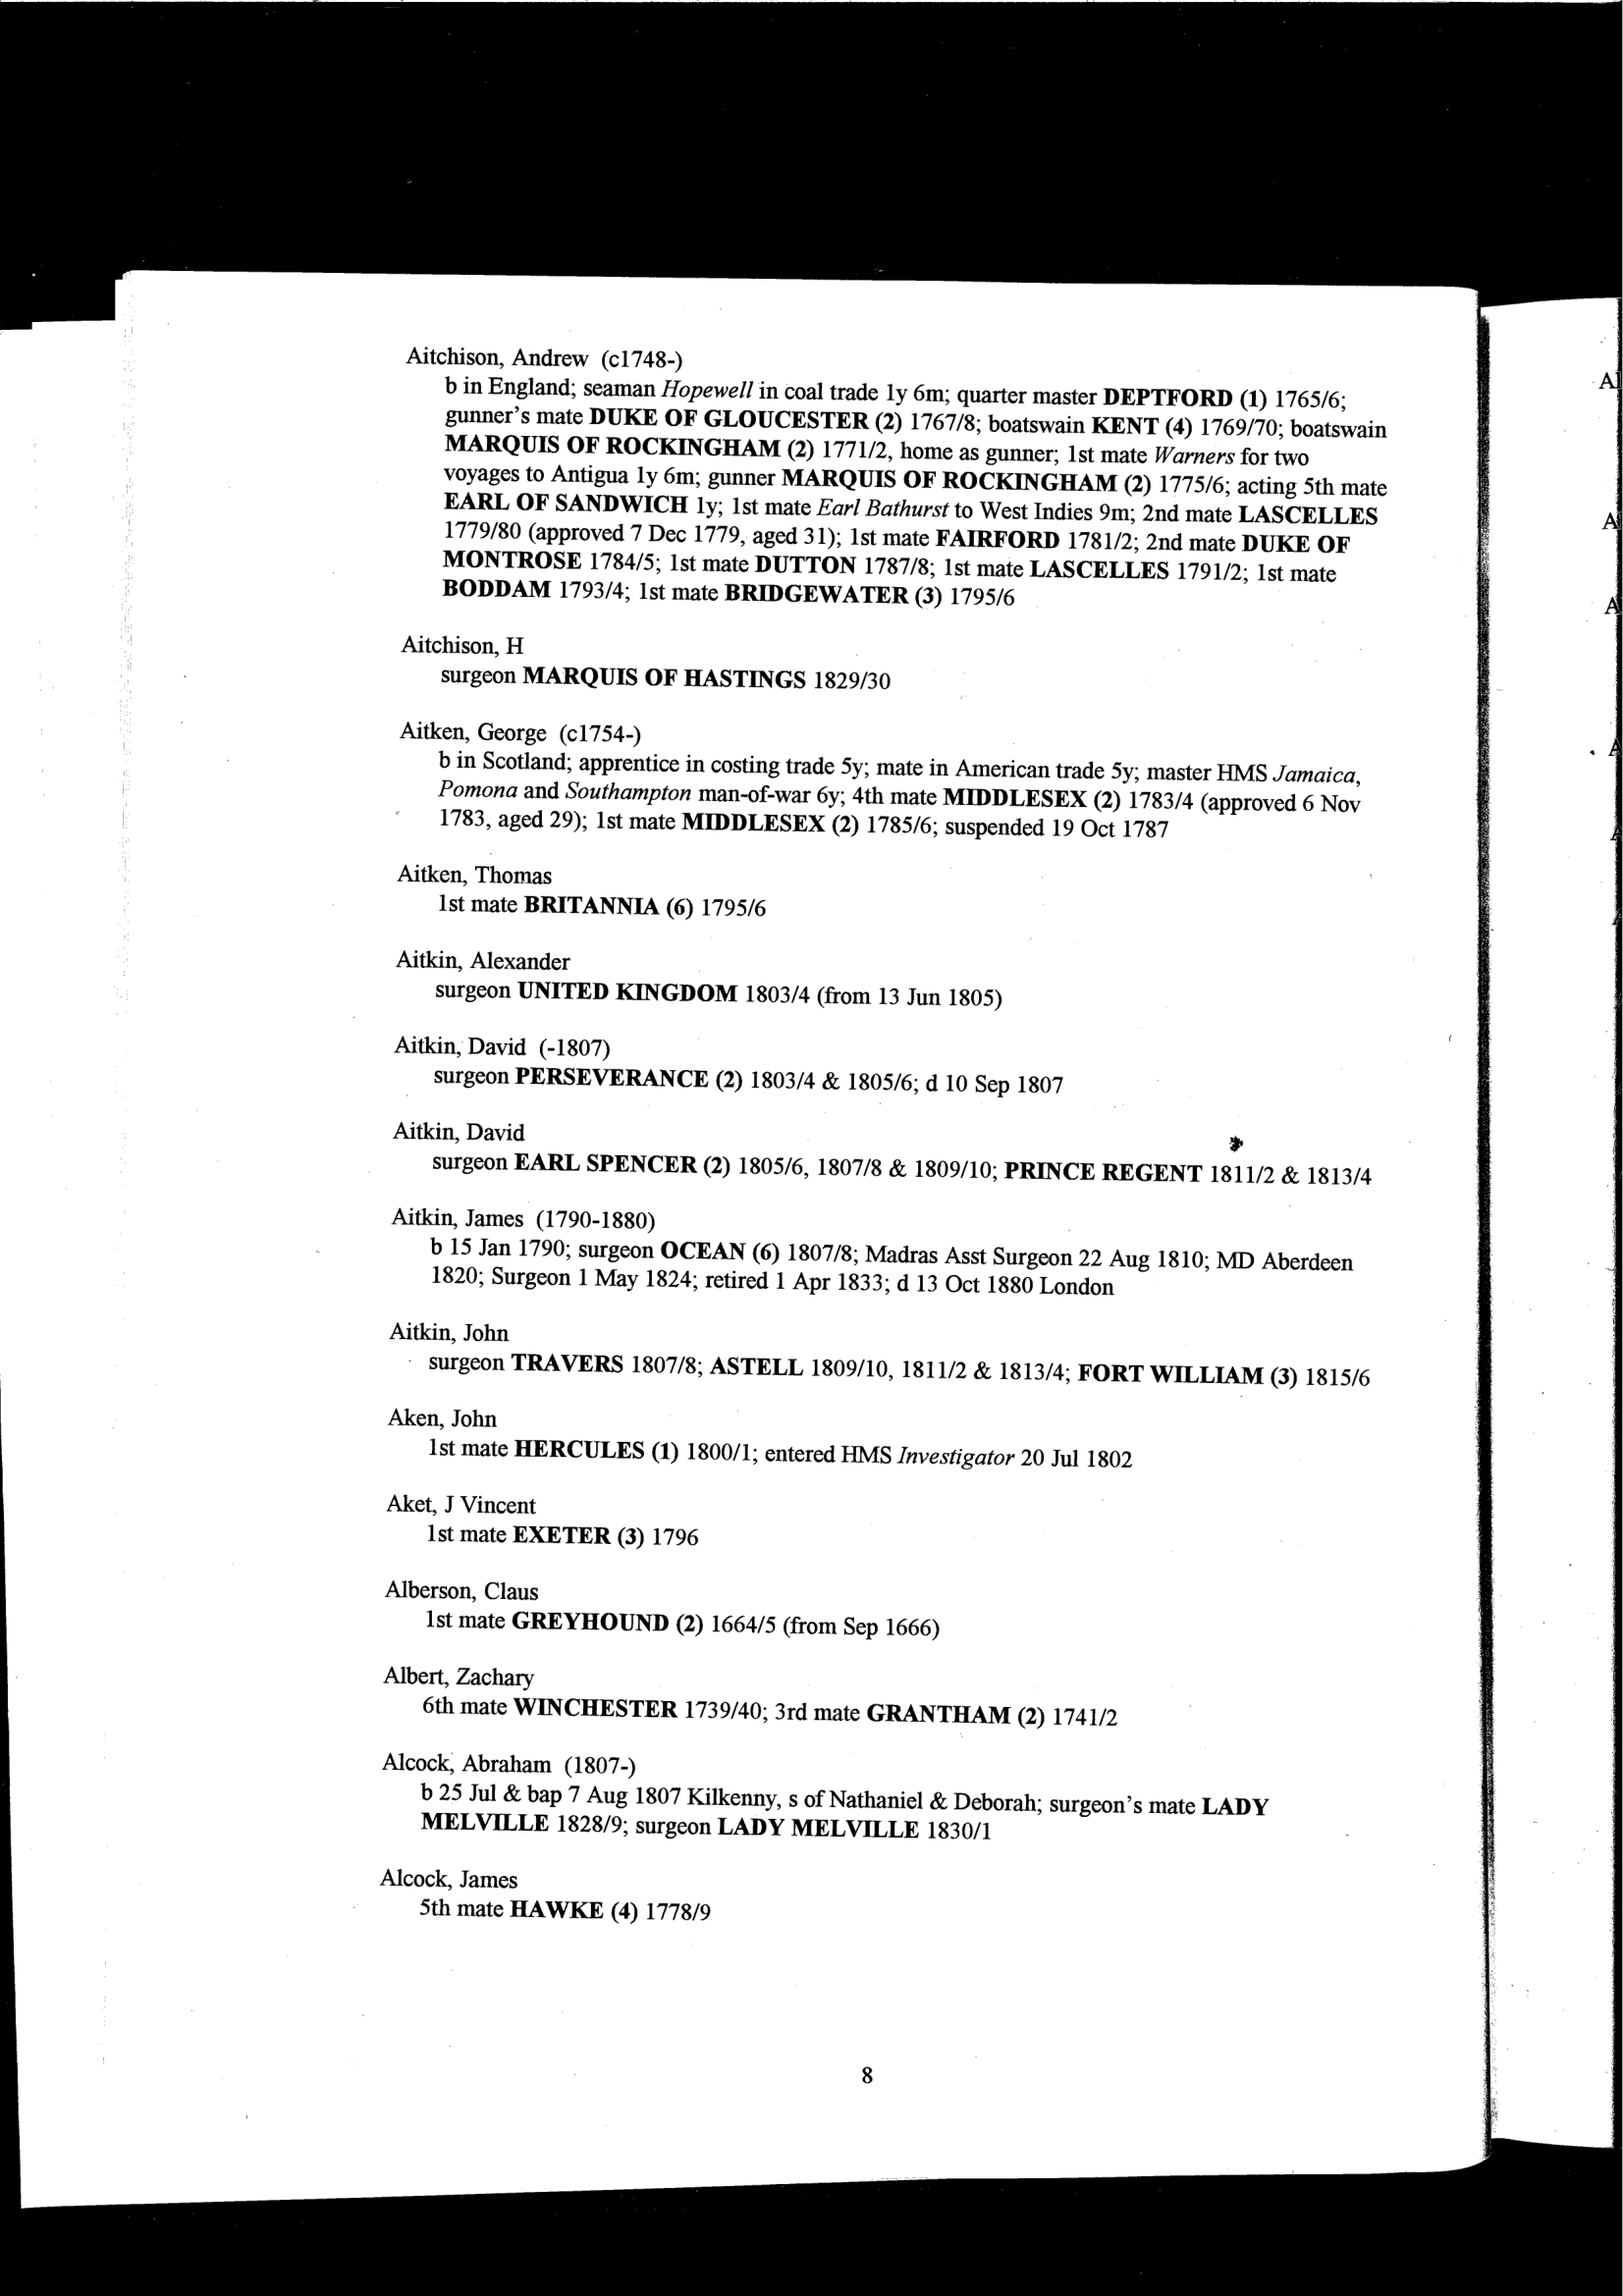 Aitchison, Andrew (c1748-)
b in England; seaman Hopewell in coal trade 1y 6m; quarter master DEPTFORD (1) 1765/6;
gunner's mate DUKE OF GLOUCESTER (2) 1767/8; boatswain KENT (4) 1769/70; boatswain
MARQUIS OF ROCKINGHAM (2) 1771/2, home as gunner; 1st mate Warners for two
voyages to Antigua 1y 6m; gunner MARQUIS OF ROCKINGHAM (2) 1775/6; acting 5th mate
EARL OF SANDWICH 1y; 1st mate Earl Bathurst to West Indies 9m; 2nd mate LASCELLES
1779/80 (approved 7 Dec 1779, aged 31); 1st mate FAIRFORD 1781/2; 2nd mate DUKE OF
MONTROSE 1784/5; 1st mate DUTTON 1787/8; 1st mate LASCELLES 1791/2; 1st mate
BODDAM 1793/4; 1st mate BRIDGEWATER (3) 1795/6
Aitchison, H
surgeon MARQUIS OF HASTINGS 1829/30
Aitken, George (c1754-)
b in Scotland; apprentice in costing trade 5y; mate in American trade 5y; master HMS Jamaica,
Pomona and Southampton man-of-war 6y; 4th mate MIDDLESEX (2) 1783/4 (approved 6 Nov
1783, aged 29); 1st mate MIDDLESEX (2) 1785/6; suspended 19 Oct 1787
Aitken, Thomas
1st mate BRITANNIA (6) 1795/6
Aitkin, Alexander
surgeon UNITED KINGDOM 1803/4 (from 13 Jun 1805)
Aitkin, David (-1807)
surgeon PERSEVERANCE (2) 1803/4 & 1805/6; d 10 Sep 1807
Aitkin, David
surgeon EARL SPENCER (2) 1805/6, 1807/8 & 1809/10; PRINCE REGENT 1811/2 & 1813/4
Aitkin, James (1790-1880)
b 15 Jan 1790; surgeon OCEAN (6) 1807/8; Madras Asst Surgeon 22 Aug 1810; MD Aberdeen
1820; Surgeon 1 May 1824; retired 1 Apr 1833; d 13 Oct 1880 London
Aitkin, John
surgeon TRAVERS 1807/8; ASTELL 1809/10, 1811/2 & 1813/4; FORT WILLIAM (3) 1815/6
Aken, John
1st mate HERCULES (1) 1800/1; entered HMS Investigator 20 Jul 1802
Aket, J Vincent
1st mate EXETER (3) 1796
Alberson, Claus
1st mate GREYHOUND (2) 1664/5 (from Sep 1666)
Albert, Zachary
6th mate WINCHESTER 1739/40; 3rd mate GRANTHAM (2) 1741/2
Alcock, Abraham (1807-)
b 25 Jul & bap 7 Aug 1807 Kilkenny, s of Nathaniel & Deborah; surgeon's mate LADY
MELVILLE 1828/9; surgeon LADY MELVILLE 1830/1
Alcock, James
5th mate HAWKE (4) 1778/9
8